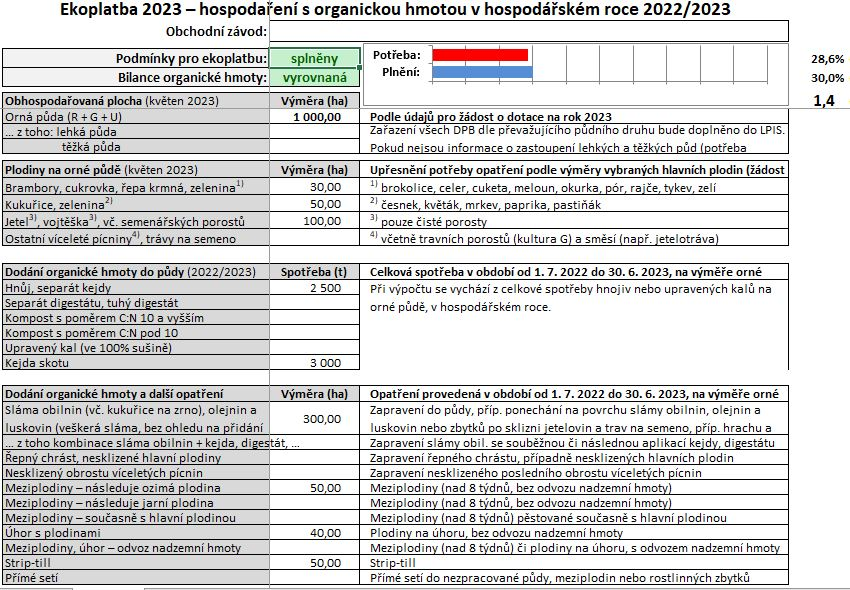 Ekoplatba 2023 – hospodaření s organickou hmotou v hospodářském roce 2022/2023
Obchodní závod:
Podmínky pro ekoplatbu: splněny
Bilance organické hmoty: vyrovnaná
Potřeba: 28,6%
Plnění: 30,0%
1,4
Obhospodařovaná plocha (květen 2023) Výměra (ha)
Orná půda (R + G + U) 1 000,00 Podle údajů pro žádost o dotace na rok 2023
... z toho: lehká půda Zařazení všech DPB dle převažujícího půdního druhu bude doplněno do LPIS.
těžká půda Pokud nejsou informace o zastoupení lehkých a těžkých půd (potřeba
Plodiny na orné půdě (květen 2023) Výměra (ha) Upřesnění potřeby opatření podle výměry vybraných hlavních plodin (žádost
Brambory, cukrovka, řepa krmná, zelenina1) 30,00 1) brokolice, celer, cuketa, meloun, okurka, pór, rajče, tykev, zelí
Kukuřice, zelenina2) 50,00 2) česnek, květák, mrkev, paprika, pastiňák
Jetel3), vojtěška3), vč. semenářských porostů 100,00 3) pouze čisté porosty
Ostatní víceleté pícniny4), trávy na semeno 4) včetně travních porostů (kultura G) a směsí (např. jetelotráva)
Dodání organické hmoty do půdy (2022/2023) Spotřeba (t) Celková spotřeba v období od 1. 7. 2022 do 30. 6. 2023, na výměře orné
Hnůj, separát kejdy 2 500 Při výpočtu se vychází z celkové spotřeby hnojiv nebo upravených kalů na
Separát digestátu, tuhý digestát orné půdě, v hospodářském roce.
Kompost s poměrem C:N 10 a vyšším
Kompost s poměrem C:N pod 10
Upravený kal (ve 100% sušině)
Kejda skotu 3 000
Dodání organické hmoty a další opatření Výměra (ha) Opatření provedená v období od 1. 7. 2022 do 30. 6. 2023, na výměře orné
Sláma obilnin (vč. kukuřice na zrno), olejnin a 300,00 Zapravení do půdy, příp. ponechání na povrchu slámy obilnin, olejnin a
luskovin (veškerá sláma, bez ohledu na přidání luskovin nebo zbytků po sklizni jetelovin a trav na semeno, příp. hrachu a
... z toho kombinace sláma obilnin + kejda, digestát, ... Zapravení slámy obil. se souběžnou či následnou aplikací kejdy, digestátu
Řepný chrást, nesklizené hlavní plodiny Zapravení řepného chrástu, případně nesklizených hlavních plodin
Nesklizený obrostu víceletých pícnin Zapravení nesklizeného posledního obrostu víceletých pícnin
Meziplodiny – následuje ozimá plodina 50,00 Meziplodiny (nad 8 týdnů, bez odvozu nadzemní hmoty)
Meziplodiny – následuje jarní plodina Meziplodiny (nad 8 týdnů, bez odvozu nadzemní hmoty)
Meziplodiny – současně s hlavní plodinou Meziplodiny (nad 8 týdnů) pěstované současně s hlavní plodinou
Úhor s plodinami 40,00 Plodiny na úhoru, bez odvozu nadzemní hmoty
Meziplodiny, úhor – odvoz nadzemní hmoty Meziplodiny (nad 8 týdnů) či plodiny na úhoru, s odvozem nadzemní hmoty
Strip-till 50,00 Strip-till
Přímé setí Přímé setí do nezpracované půdy, meziplodin nebo rostlinných zbytků